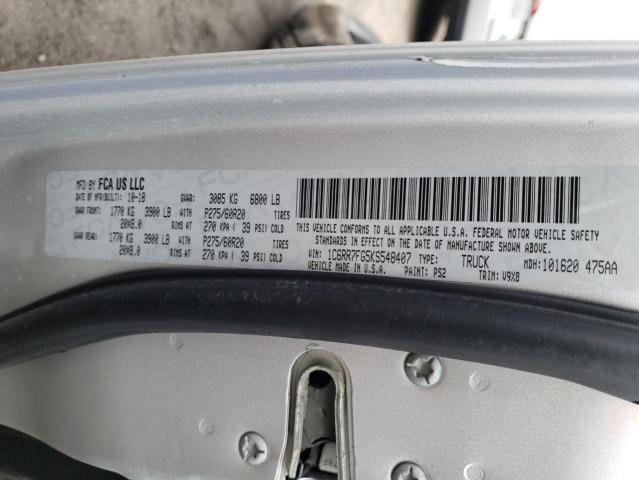 MFD BY FCA US LLC
DATE OF MFR(BUILT): 10-18 GVWR: 3085 KG 6800 LB
GAWR FRONT: 1770 KG 3900 LB WITH P275/60R20 TIRES
20X8.0 RIMS AT 270 KPA ( 39 PSI) COLD
GAWR REAR: 1770 KG 3900 LB WITH P275/60R20 TIRES
20X8.0 RIMS AT 270 KPA ( 39 PSI) COLD
THIS VEHICLE CONFORMS TO ALL APPLICABLE U.S.A. FEDERAL MOTOR VEHICLE SAFETY
STANDARDS IN EFFECT ON THE DATE OF MANUFACTURE SHOWN ABOVE.
VIN: 1C6RR7FG5KS548407 TYPE: TRUCK MDH: 101620 475AA
VEHICLE MADE IN U.S.A. PAINT: PS2 TRIM: V9X8